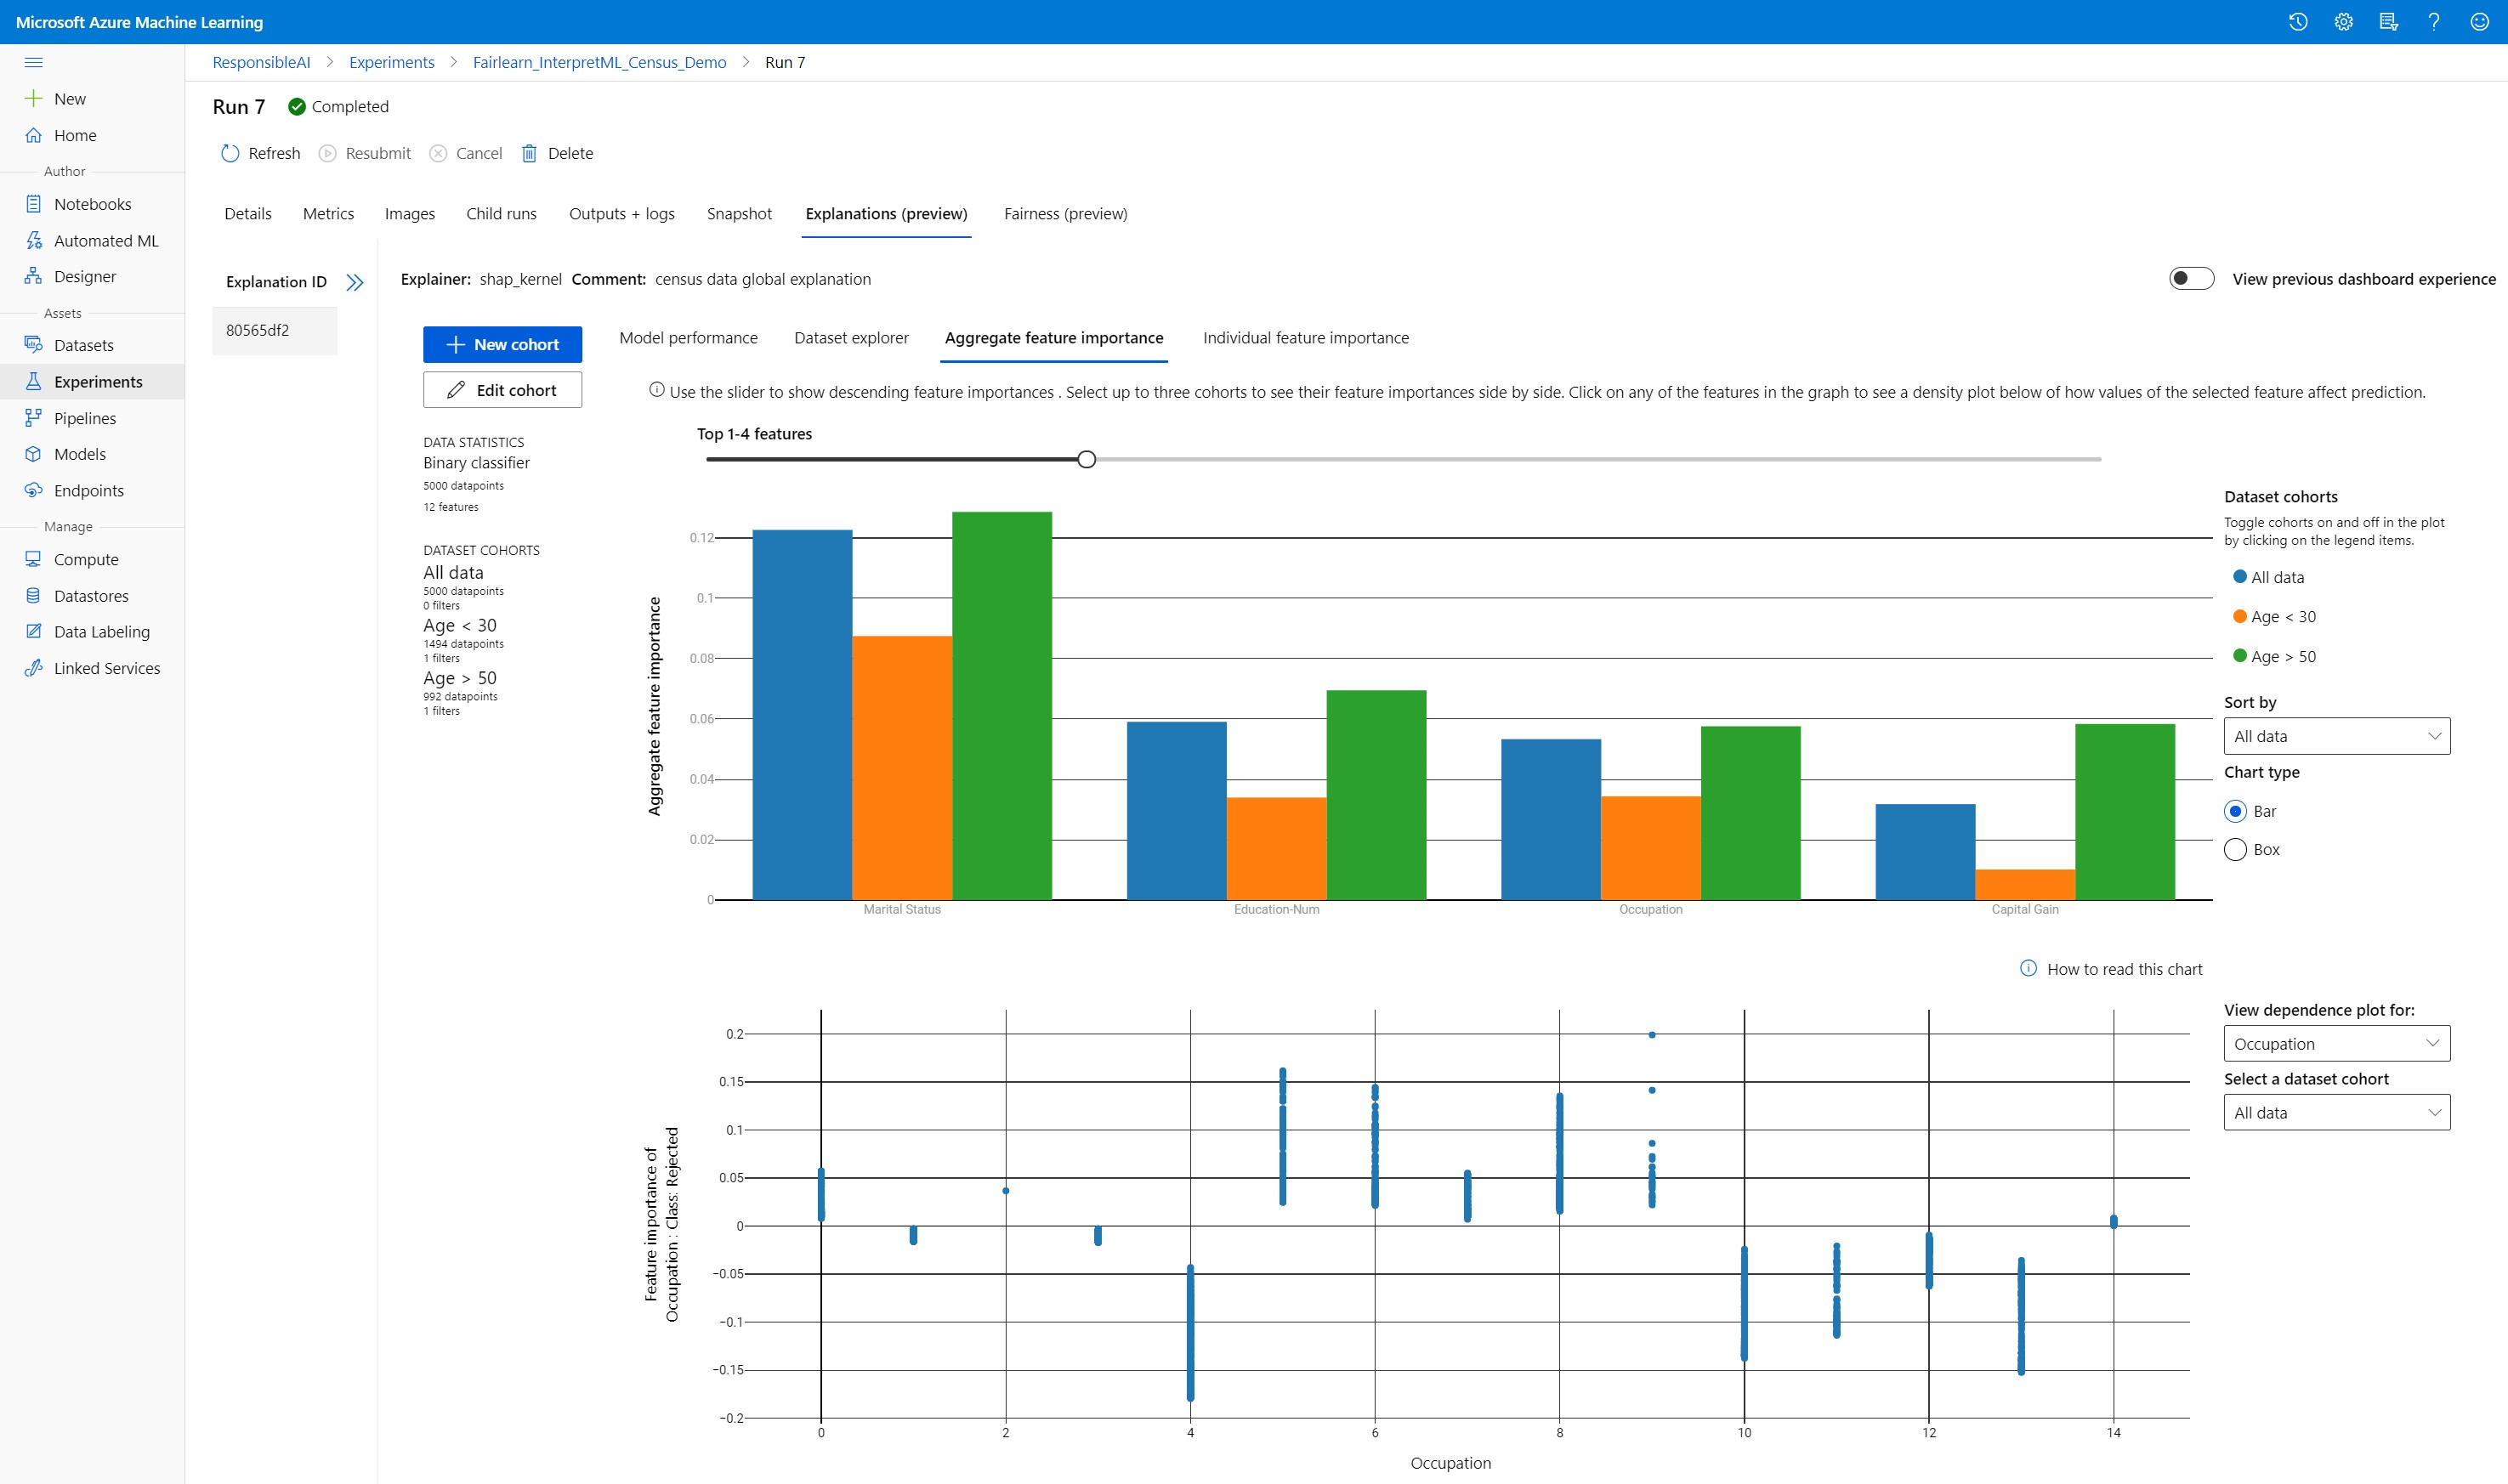 Microsoft Azure Machine Learning
ResponsibleAI > Experiments > Fairlearn_InterpretML_Census_Demo > Run 7
New
Home
Author
Notebooks
Automated ML
Designer
Assets
Datasets
Experiments
Pipelines
Models
Endpoints
Manage
Compute
Datastores
Data Labeling
Linked Services
Run 7 Completed
Refresh Resubmit Cancel Delete
Details Metrics Images Child runs Outputs + logs Snapshot Explanations (preview) Fairness (preview)
Explanation ID
80565df2
Explainer: shap_kernel Comment: census data global explanation
View previous dashboard experience
New cohort
Edit cohort
DATA STATISTICS
Binary classifier
5000 datapoints
12 features
DATASET COHORTS
All data
5000 datapoints
0 filters
Age < 30
1494 datapoints
1 filters
Age > 50
992 datapoints
1 filters
Model performance Dataset explorer Aggregate feature importance Individual feature importance
Use the slider to show descending feature importances . Select up to three cohorts to see their feature importances side by side. Click on any of the features in the graph to see a density plot below of how values of the selected feature affect prediction.
Top 1-4 features
Aggregate feature importance
0.12
0.1
0.08
0.06
0.04
0.02
0
Marital Status Education-Num Occupation Capital Gain
Dataset cohorts
Toggle cohorts on and off in the plot
by clicking on the legend items.
All data
Age < 30
Age > 50
Sort by
All data
Chart type
Bar
Box
How to read this chart
Feature importance of
Occupation : Class: Rejected
0.2
0.15
0.1
0.05
0
−0.05
−0.1
−0.15
−0.2
0 2 4 6 8 10 12 14
Occupation
View dependence plot for:
Occupation
Select a dataset cohort
All data